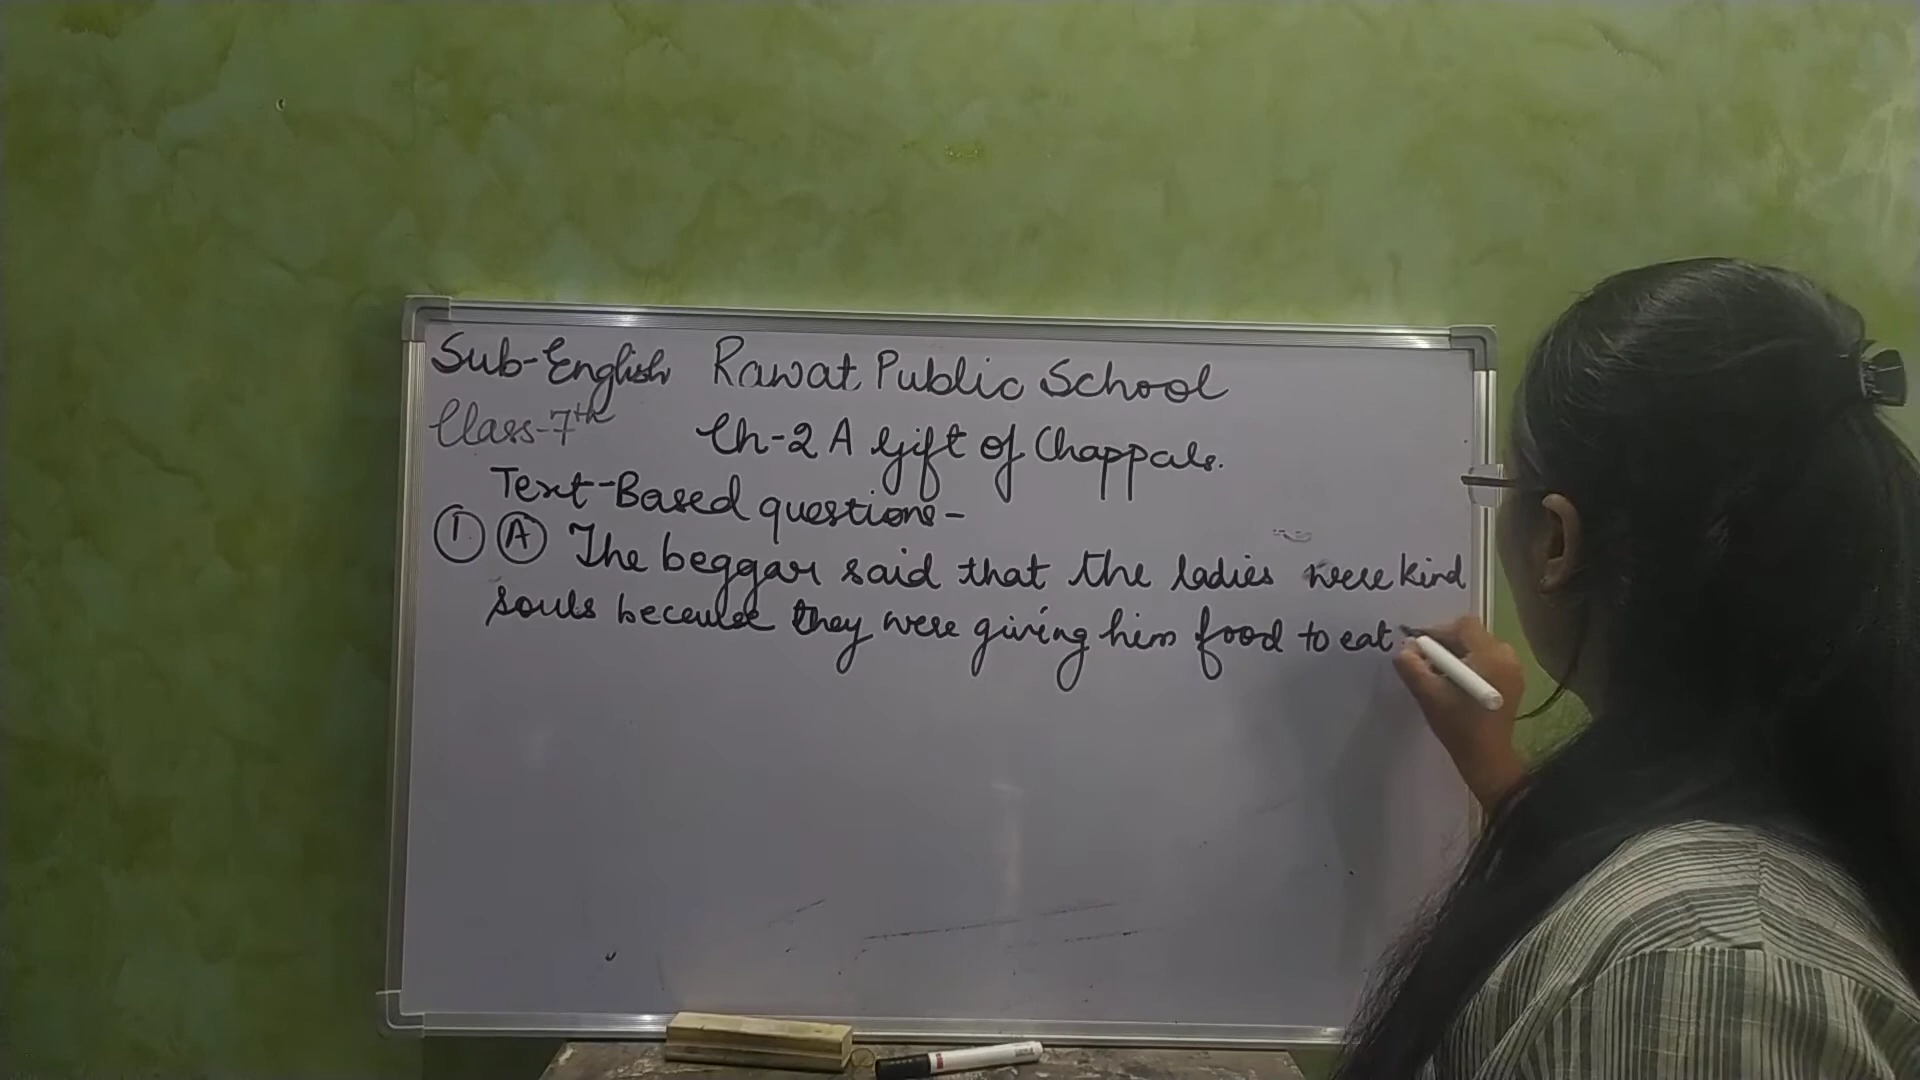 Sub-English Rawat Public School
Class-7th Ch-2 A Gift of Chappals.
Text-Based questions-
1 A The beggar said that the ladies were kind
souls beceuse they were giving him food to eat.